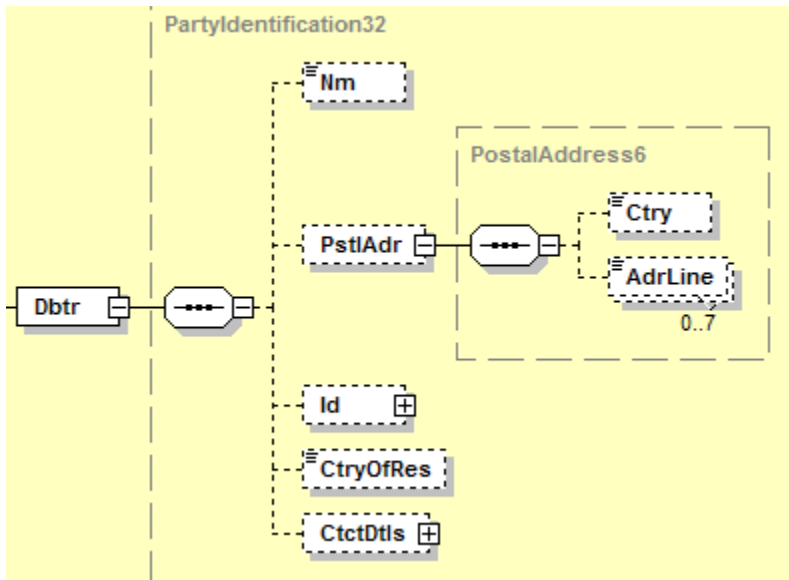 PartyIdentification32
Nm
PostalAddress6
Ctry
PstlAdr
AdrLine
0..7
Dbtr
Id
CtryOfRes
CtctDtls